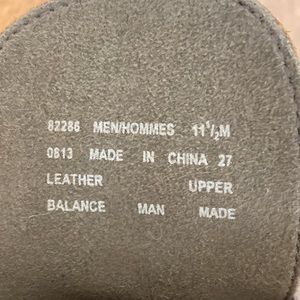 82286 MEN/HOMMES 11 1/2M
0813 MADE IN CHINA 27
LEATHER UPPER
BALANCE MAN MADE